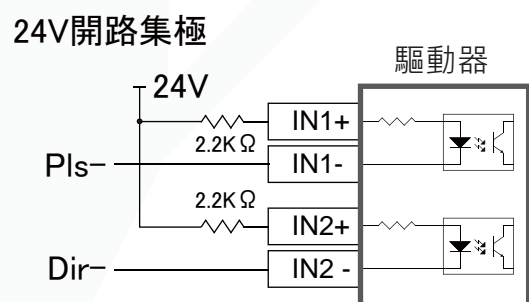 24V開路集極
驅動器
24V
IN1+
2.2KΩ
Pls-
IN1-
2.2KΩ
IN2+
Dir-
IN2 -